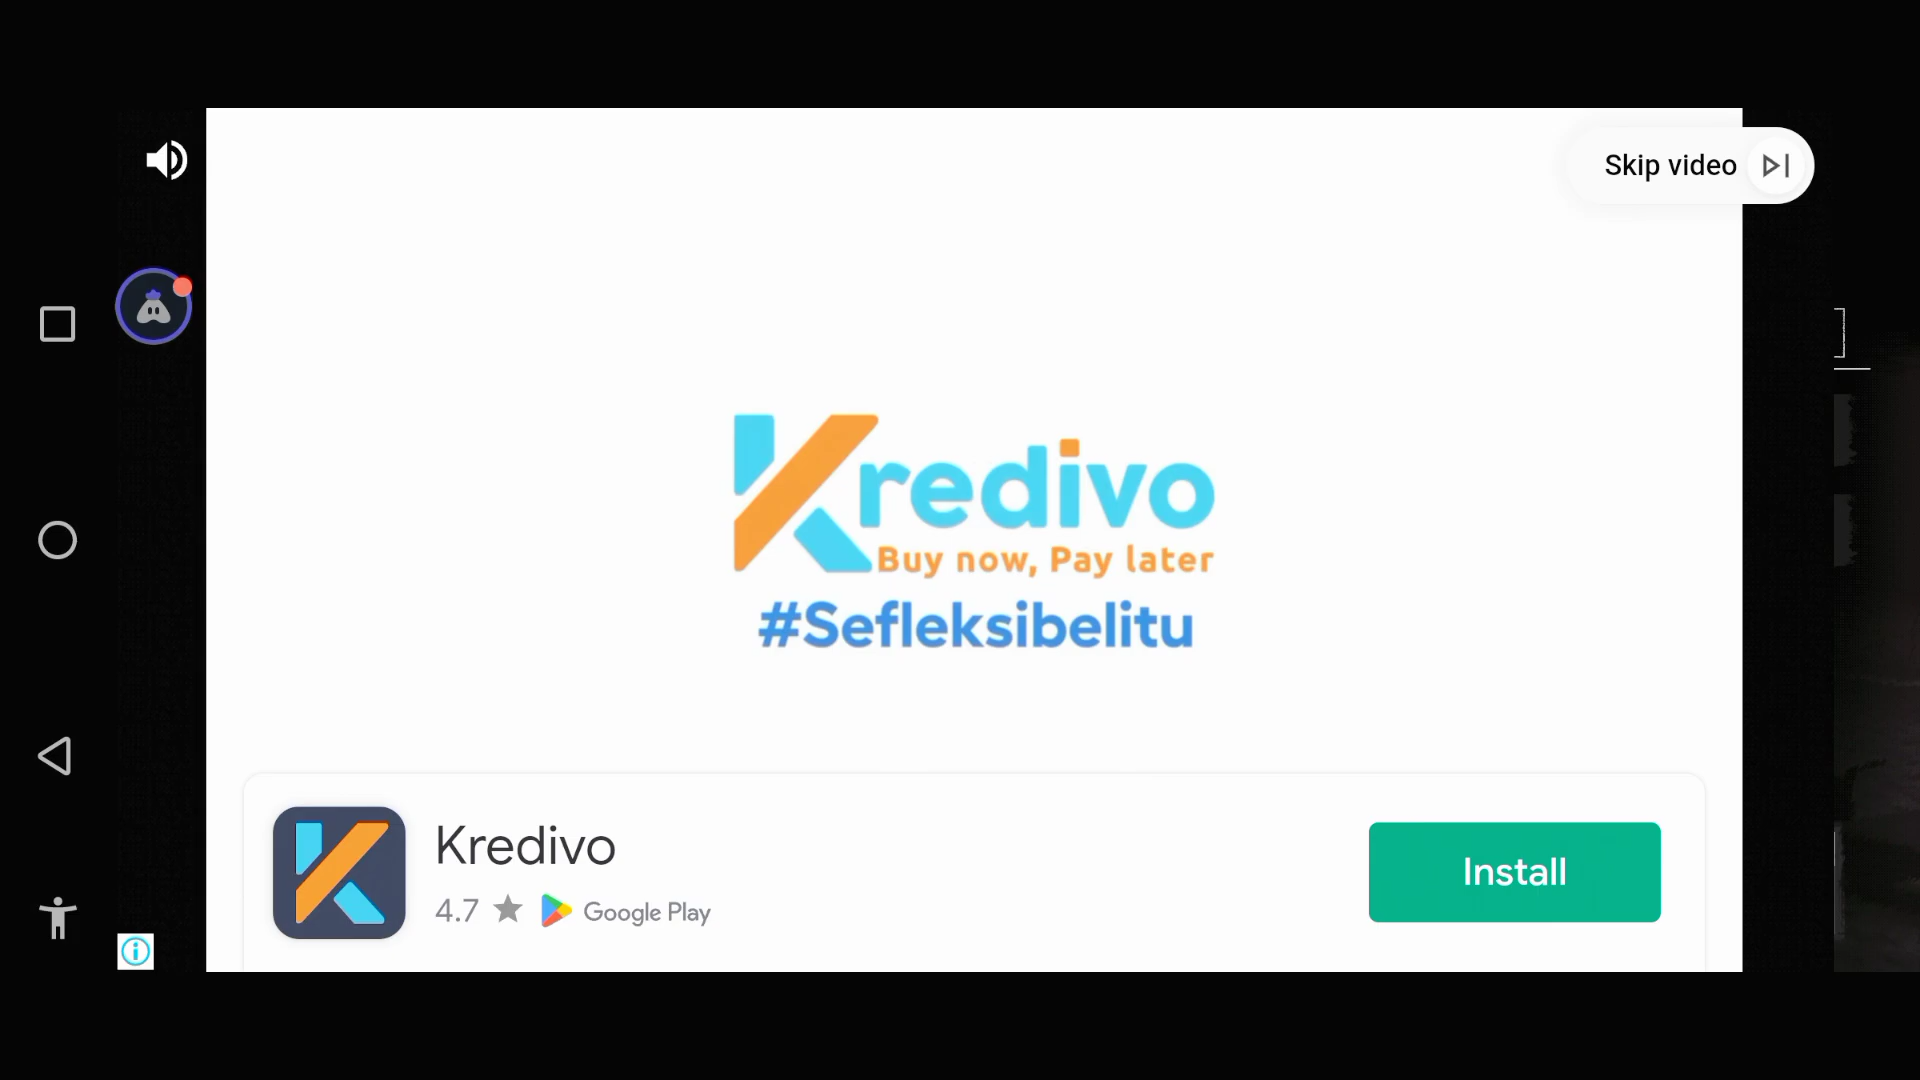 Skip video
Kredivo
Buy now, Pay later
#Sefleksibelitu
Kredivo
4.7 ★ Google Play
Install